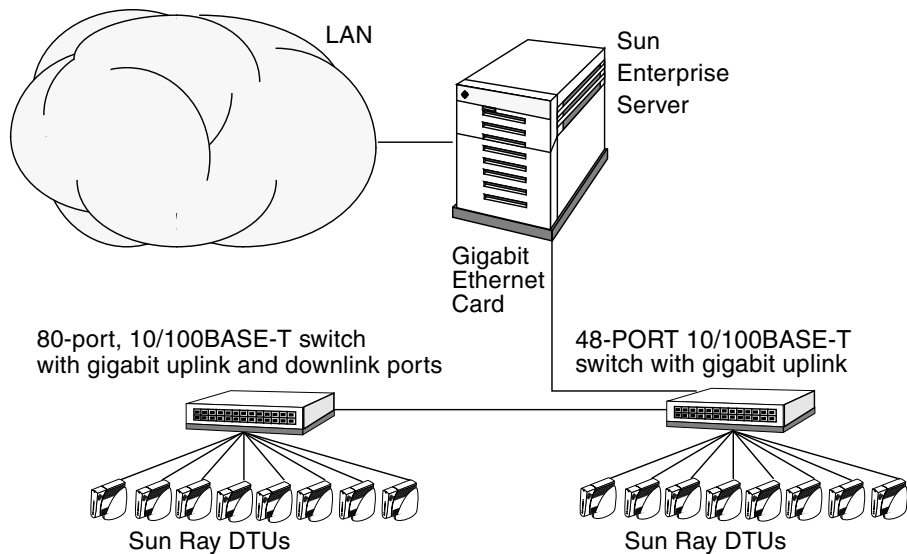 LAN
Sun
Enterprise
Server
Gigabit
Ethernet
Card
80-port, 10/100BASE-T switch
with gigabit uplink and downlink ports
48-PORT 10/100BASE-T
switch with gigabit uplink
Sun Ray DTUs
Sun Ray DTUs